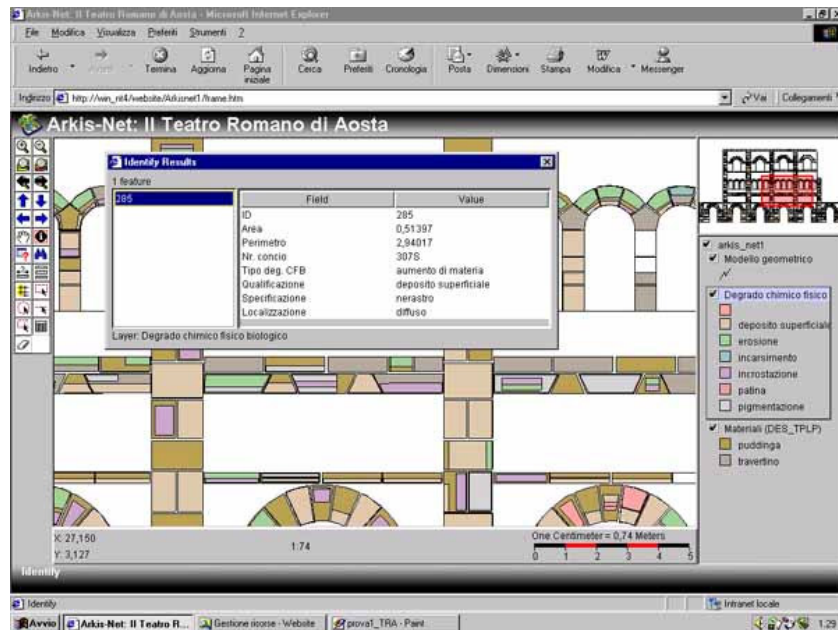 Arkis-Net: Il Teatro Romano di Aosta - Microsoft Internet Explorer
File Modifica Visualizza Preferiti Strumenti ?
Indietro Termina Aggiorna Pagina iniziale Cerca Preferiti Cronologia Posta Dimensioni Stampa Modifica Messenger
Indirizzo http://win_nt4/website/Arkisnet1/frame.htm Vai Collegamenti
Arkis-Net: Il Teatro Romano di Aosta
Identify Results
1 feature
285
Field Value
ID 285
Area 0,51397
Perimetro 2,94017
Nr. concio 307S
Tipo deg. CFB aumento di materia
Qualificazione deposito superficiale
Specificazione nerastro
Localizzazione diffuso
Layer: Degrado chimico fisico biologico
arkis_net1
Modello geometrico
Degrado chimico fisico
deposito superficiale
erosione
incarsimento
incrostazione
patina
pigmentazione
Materiali (DES_TPLP)
puddinga
travertino
X: 27,150
Y: 3,127
1:74
One Centimeter = 0,74 Meters
0 1 2 3 4 5
Identify
Identify Intranet locale
Avvio Arkis-Net: Il Teatro R... Gestione risorse - Website prova1_TRA - Paint 1.29